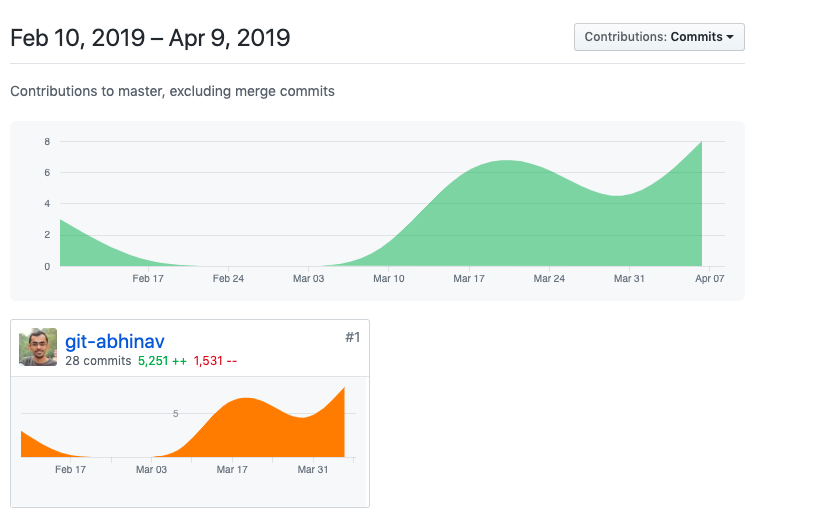 Feb 10, 2019 – Apr 9, 2019
Contributions: Commits
Contributions to master, excluding merge commits
8
6
4
2
0
Feb 17 Feb 24 Mar 03 Mar 10 Mar 17 Mar 24 Mar 31 Apr 07
git-abhinav
#1
28 commits 5,251 ++ 1,531 --
5
Feb 17 Mar 03 Mar 17 Mar 31